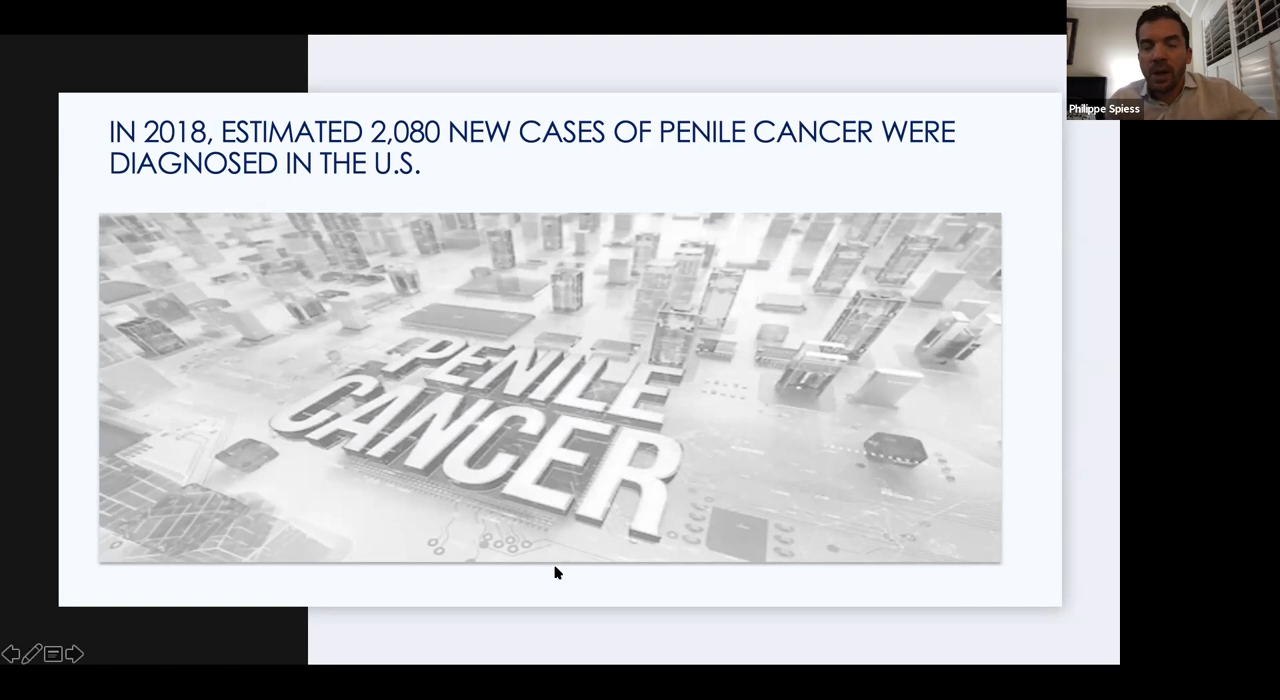 Philippe Spiess
IN 2018, ESTIMATED 2,080 NEW CASES OF PENILE CANCER WERE
DIAGNOSED IN THE U.S.
PENILE
CANCER